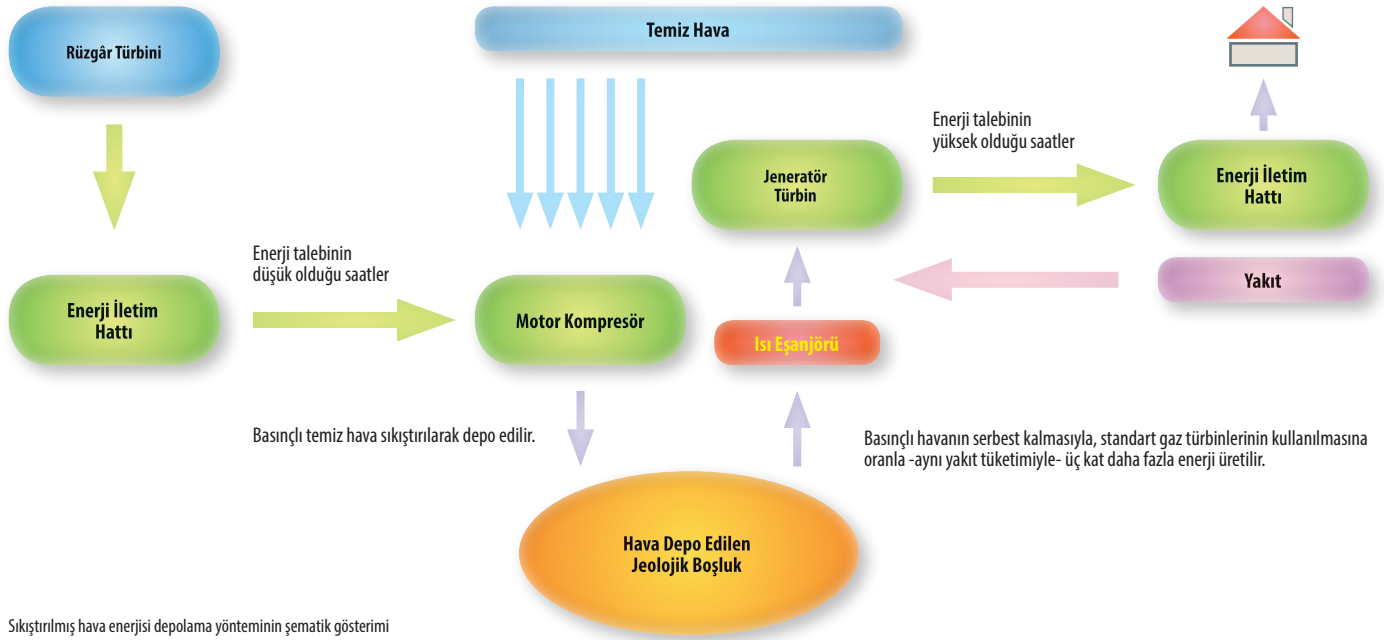 Rüzgâr Türbini
Temiz Hava
Enerji talebinin
yüksek olduğu saatler
Jeneratör
Türbin
Enerji İletim
Hattı
Enerji talebinin
düşük olduğu saatler
Enerji İletim
Hattı
Motor Kompresör
Yakıt
Isı Eşanjörü
Basınçlı temiz hava sıkıştırılarak depo edilir.
Basınçlı havanın serbest kalmasıyla, standart gaz türbinlerinin kullanılmasına
oranla -aynı yakıt tüketimiyle- üç kat daha fazla enerji üretilir.
Hava Depo Edilen
Jeolojik Boşluk
Sıkıştırılmış hava enerjisi depolama yönteminin şematik gösterimi